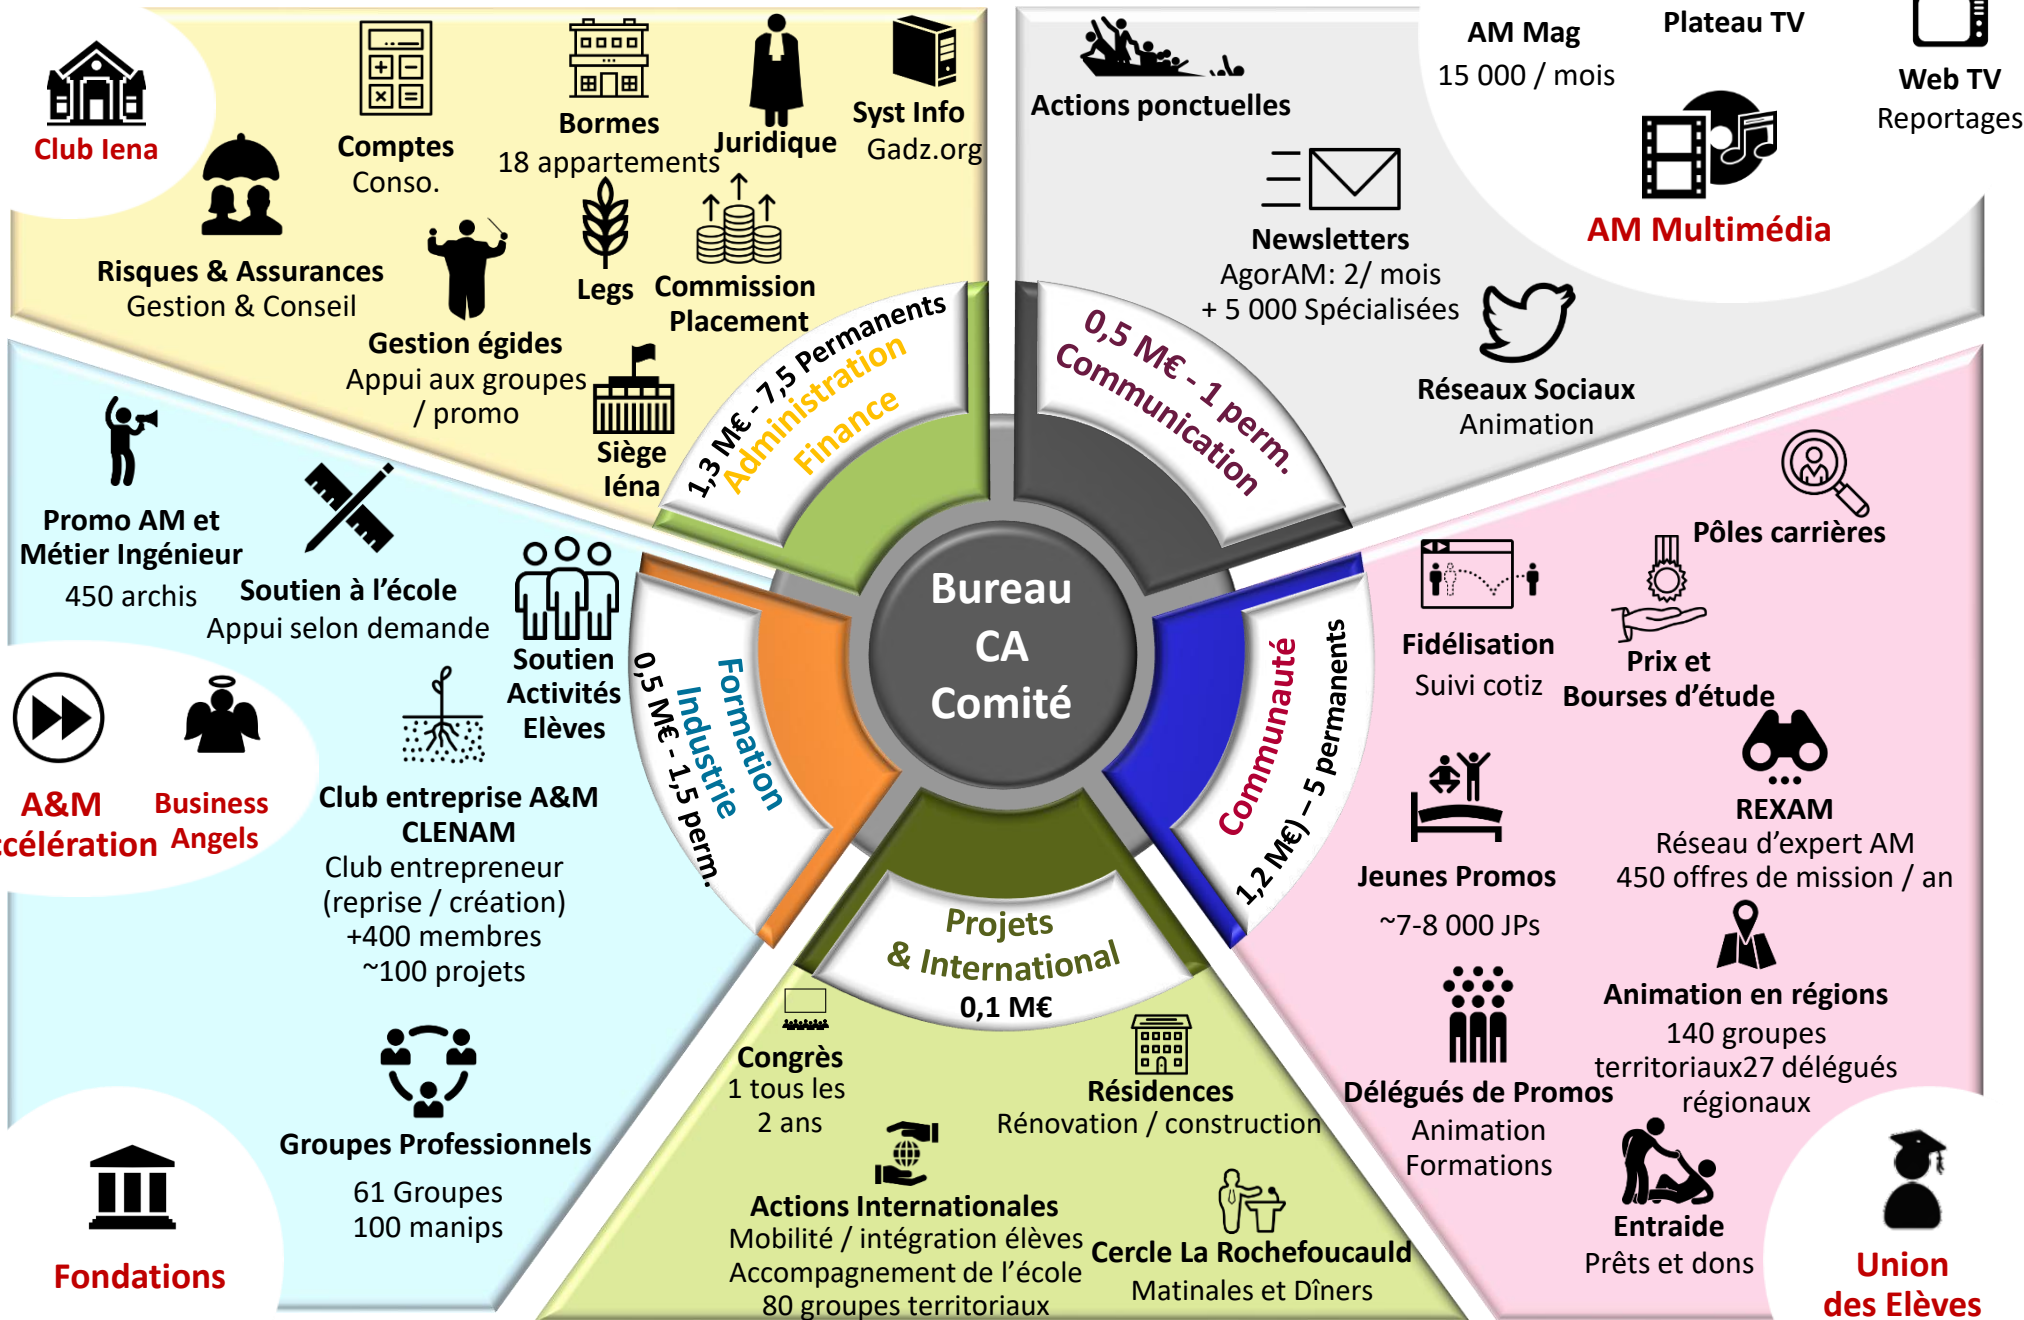 Club Iena
Comptes
Conso.
Bormes
18 appartements
Juridique
Syst Info
Gadz.org
Risques & Assurances
Gestion & Conseil
Gestion égides
Appui aux groupes
/ promo
Legs
Commission
Placement
Siège
Iéna
1,3 M€ - 7,5 Permanents
Administration
Finance
Actions ponctuelles
AM Mag
15 000 / mois
Plateau TV
Web TV
Reportages
AM Multimédia
Newsletters
AgorAM: 2/ mois
+ 5 000 Spécialisées
Réseaux Sociaux
Animation
0,5 M€ - 1 perm.
Communication
Bureau
CA
Comité
Promo AM et
Métier Ingénieur
450 archis
Soutien à l'école
Appui selon demande
Soutien
Activités
Elèves
A&M
ccélération
Business
Angels
Club entreprise A&M
CLENAM
Club entrepreneur
(reprise / création)
+400 membres
~100 projets
Groupes Professionnels
61 Groupes
100 manips
Fondations
Formation
Industrie
0,5 M€ - 1,5 perm.
Projets
& International
0,1 M€
Congrès
1 tous les
2 ans
Résidences
Rénovation / construction
Actions Internationales
Mobilité / intégration élèves
Accompagnement de l'école
80 groupes territoriaux
Cercle La Rochefoucauld
Matinales et Dîners
Communauté
1,2 M€) – 5 permanents
Pôles carrières
Fidélisation
Suivi cotiz
Prix et
Bourses d'étude
REXAM
Réseau d'expert AM
450 offres de mission / an
Jeunes Promos
~7-8 000 JPs
Animation en régions
140 groupes
territoriaux27 délégués
régionaux
Délégués de Promos
Animation
Formations
Entraide
Prêts et dons
Union
des Elèves